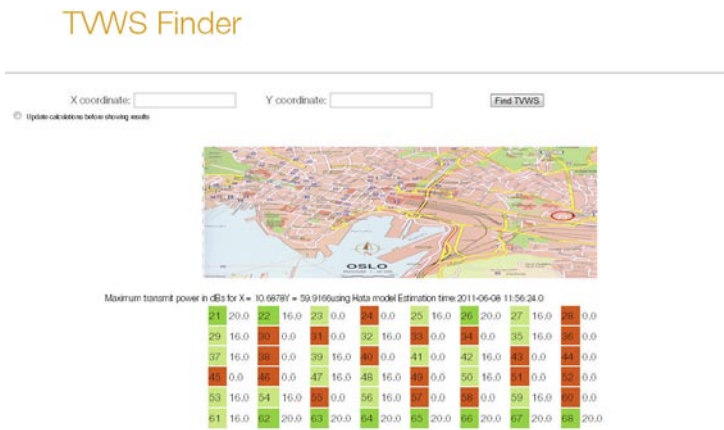 TVWS Finder
X coordinate:
Y coordinate:
Find TVWS
Update calculations before showing results
OSLO
Maximum transmit power in dBs for X = 10.6878Y = 59.9166using Hata model Estimation time:2011-06-08 11:56:24.0
21 20.0 22 16.0 23 0.0 24 0.0 25 16.0 26 20.0 27 16.0 28 0.0
29 16.0 30 0.0 31 0.0 32 16.0 33 0.0 34 0.0 35 16.0 36 0.0
37 16.0 38 0.0 39 16.0 40 0.0 41 0.0 42 16.0 43 0.0 44 0.0
45 0.0 46 0.0 47 16.0 48 16.0 49 0.0 50 16.0 51 0.0 52 0.0
53 16.0 54 16.0 55 0.0 56 16.0 57 0.0 58 0.0 59 16.0 60 0.0
61 16.0 62 20.0 63 20.0 64 20.0 65 20.0 66 20.0 67 20.0 68 20.0